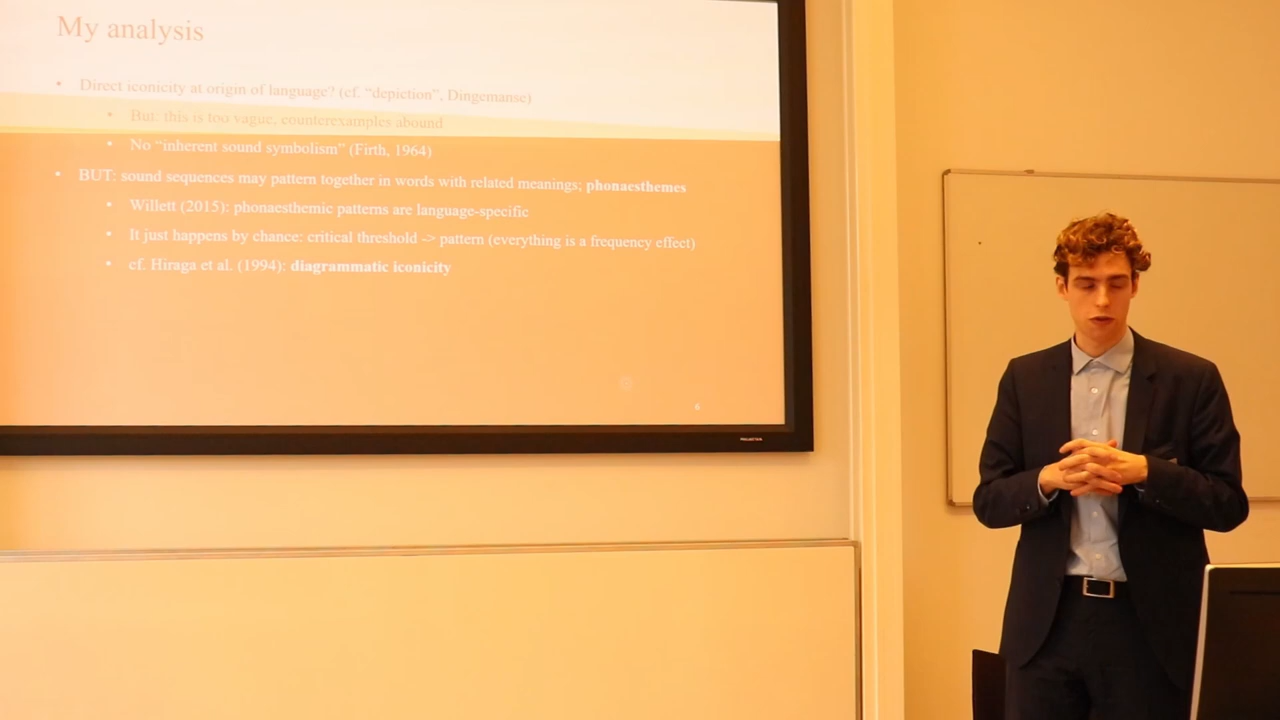 My analysis
• Direct iconicity at origin of language? (cf. “depiction”, Dingemanse)
• But: this is too vague, counterexamples abound
• No “inherent sound symbolism” (Firth, 1964)
• BUT: sound sequences may pattern together in words with related meanings; phonaesthemes
• Willett (2015): phonaesthemic patterns are language-specific
• It just happens by chance: critical threshold -> pattern (everything is a frequency effect)
• cf. Hiraga et al. (1994): diagrammatic iconicity
6